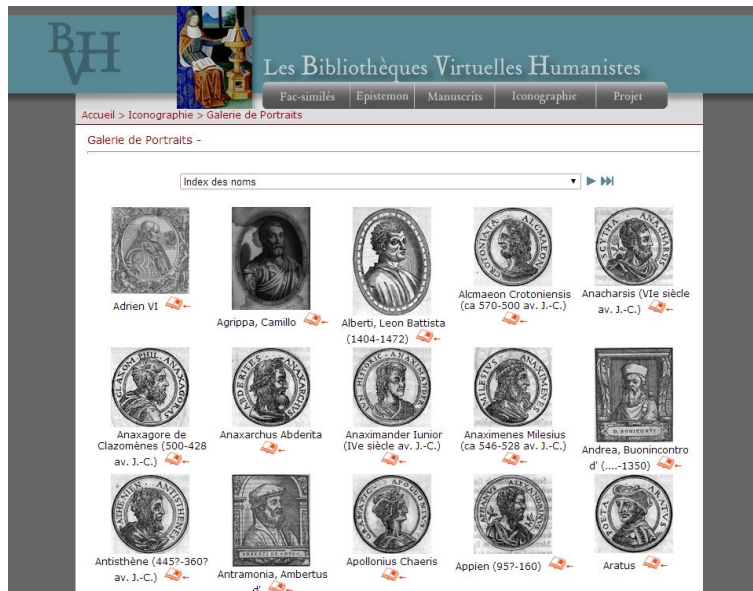 BVH
Les Bibliothèques Virtuelles Humanistes
Fac-similés Epistemon Manuscrits Iconographie Projet
Accueil > Iconographie > Galerie de Portraits
Galerie de Portraits -
Index des noms
Adrien VI
Agrippa, Camillo
Alberti, Leon Battista
(1404-1472)
Alcmaeon Crotoniensis
(ca 570-500 av. J.-C.)
Anacharsis (VIe siècle
av. J.-C.)
Anaxagore de
Clazomènes (500-428
av. J.-C.)
Anaxarchus Abderita
Anaximander Iunior
(IVe siècle av. J.-C.)
Anaximenes Milesius
(ca 546-528 av. J.-C.)
Andrea, Buonincontro
d' (....-1350)
Antisthène (445?-360?
av. J.-C.)
Antramonia, Ambertus
d'
Apollonius Chaeris
Appien (95?-160)
Aratus